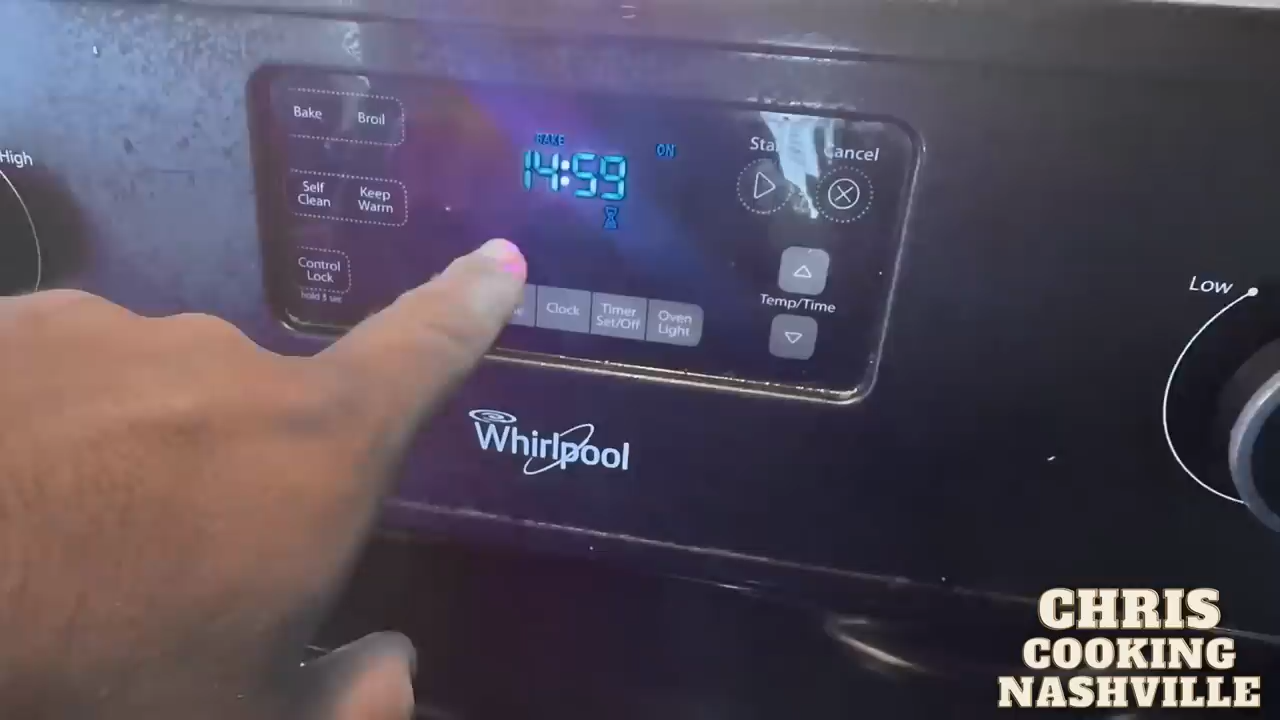 High
Bake Broil
BAKE
14:59
ON
Cancel
Self
Clean
Keep
Warm
Control
Lock
hold 3 sec
Clock
Timer
Set/Off
Oven
Light
Temp/Time
Low
Whirlpool
CHRIS
COOKING
NASHVILLE